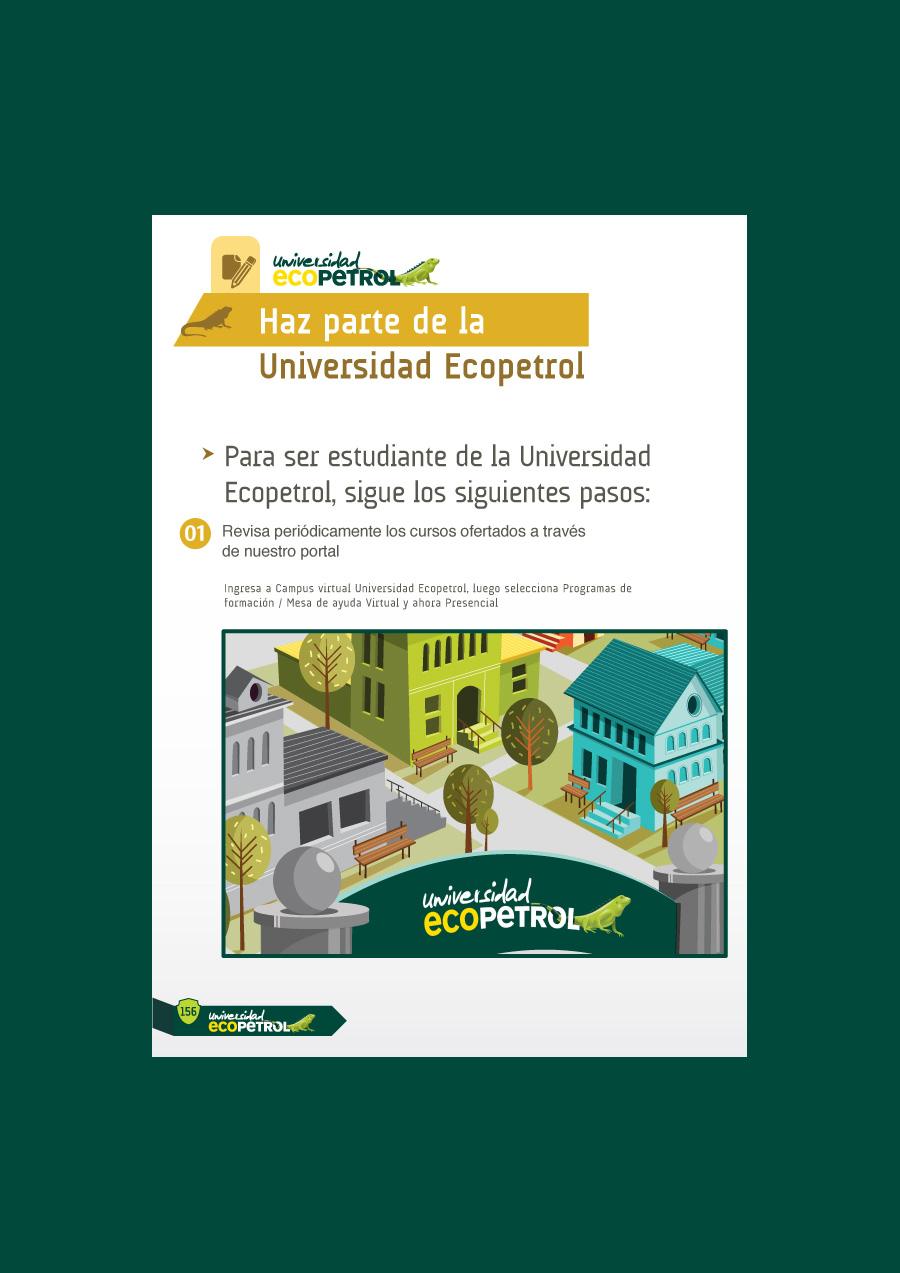 universidad
ecoPETROL
Haz parte de la
Universidad Ecopetrol
Para ser estudiante de la Universidad
Ecopetrol, sigue los siguientes pasos:
01
Revisa periódicamente los cursos ofertados a través
de nuestro portal
Ingresa a Campus virtual Universidad Ecopetrol, luego selecciona Programas de
formación / Mesa de ayuda Virtual y ahora Presencial
universidad
ecoPETROL
156
universidad
ecoPETROL